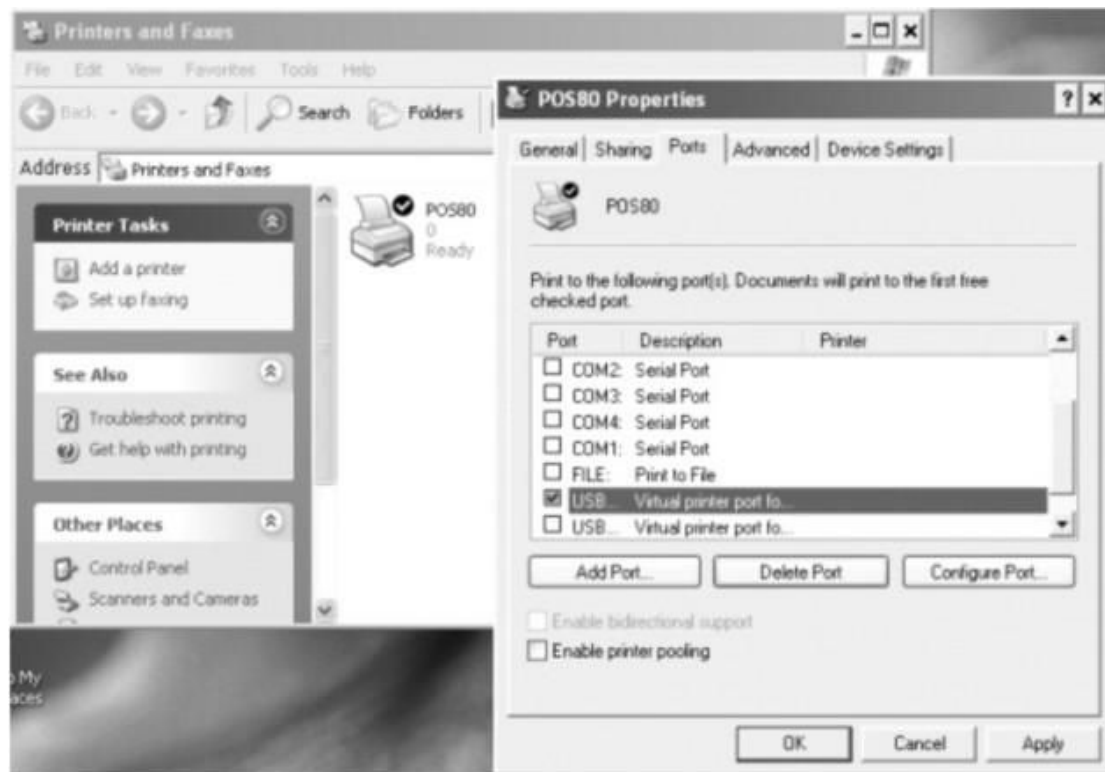 Printers and Faxes
File Edit View Favorites Tools Help
Back Search Folders
Address Printers and Faxes
Printer Tasks
Add a printer
Set up faxing
See Also
Troubleshoot printing
Get help with printing
Other Places
Control Panel
Scanners and Cameras
POS80
0
Ready
My
aces
POS80 Properties
General Sharing Ports Advanced Device Settings
POS80
Print to the following port(s). Documents will print to the first free
checked port.
Port Description Printer
COM2: Serial Port
COM3: Serial Port
COM4: Serial Port
COM1: Serial Port
FILE: Print to File
USB... Virtual printer port fo...
USB... Virtual printer port fo...
Add Port... Delete Port Configure Port...
Enable bidirectional support
Enable printer pooling
OK Cancel Apply